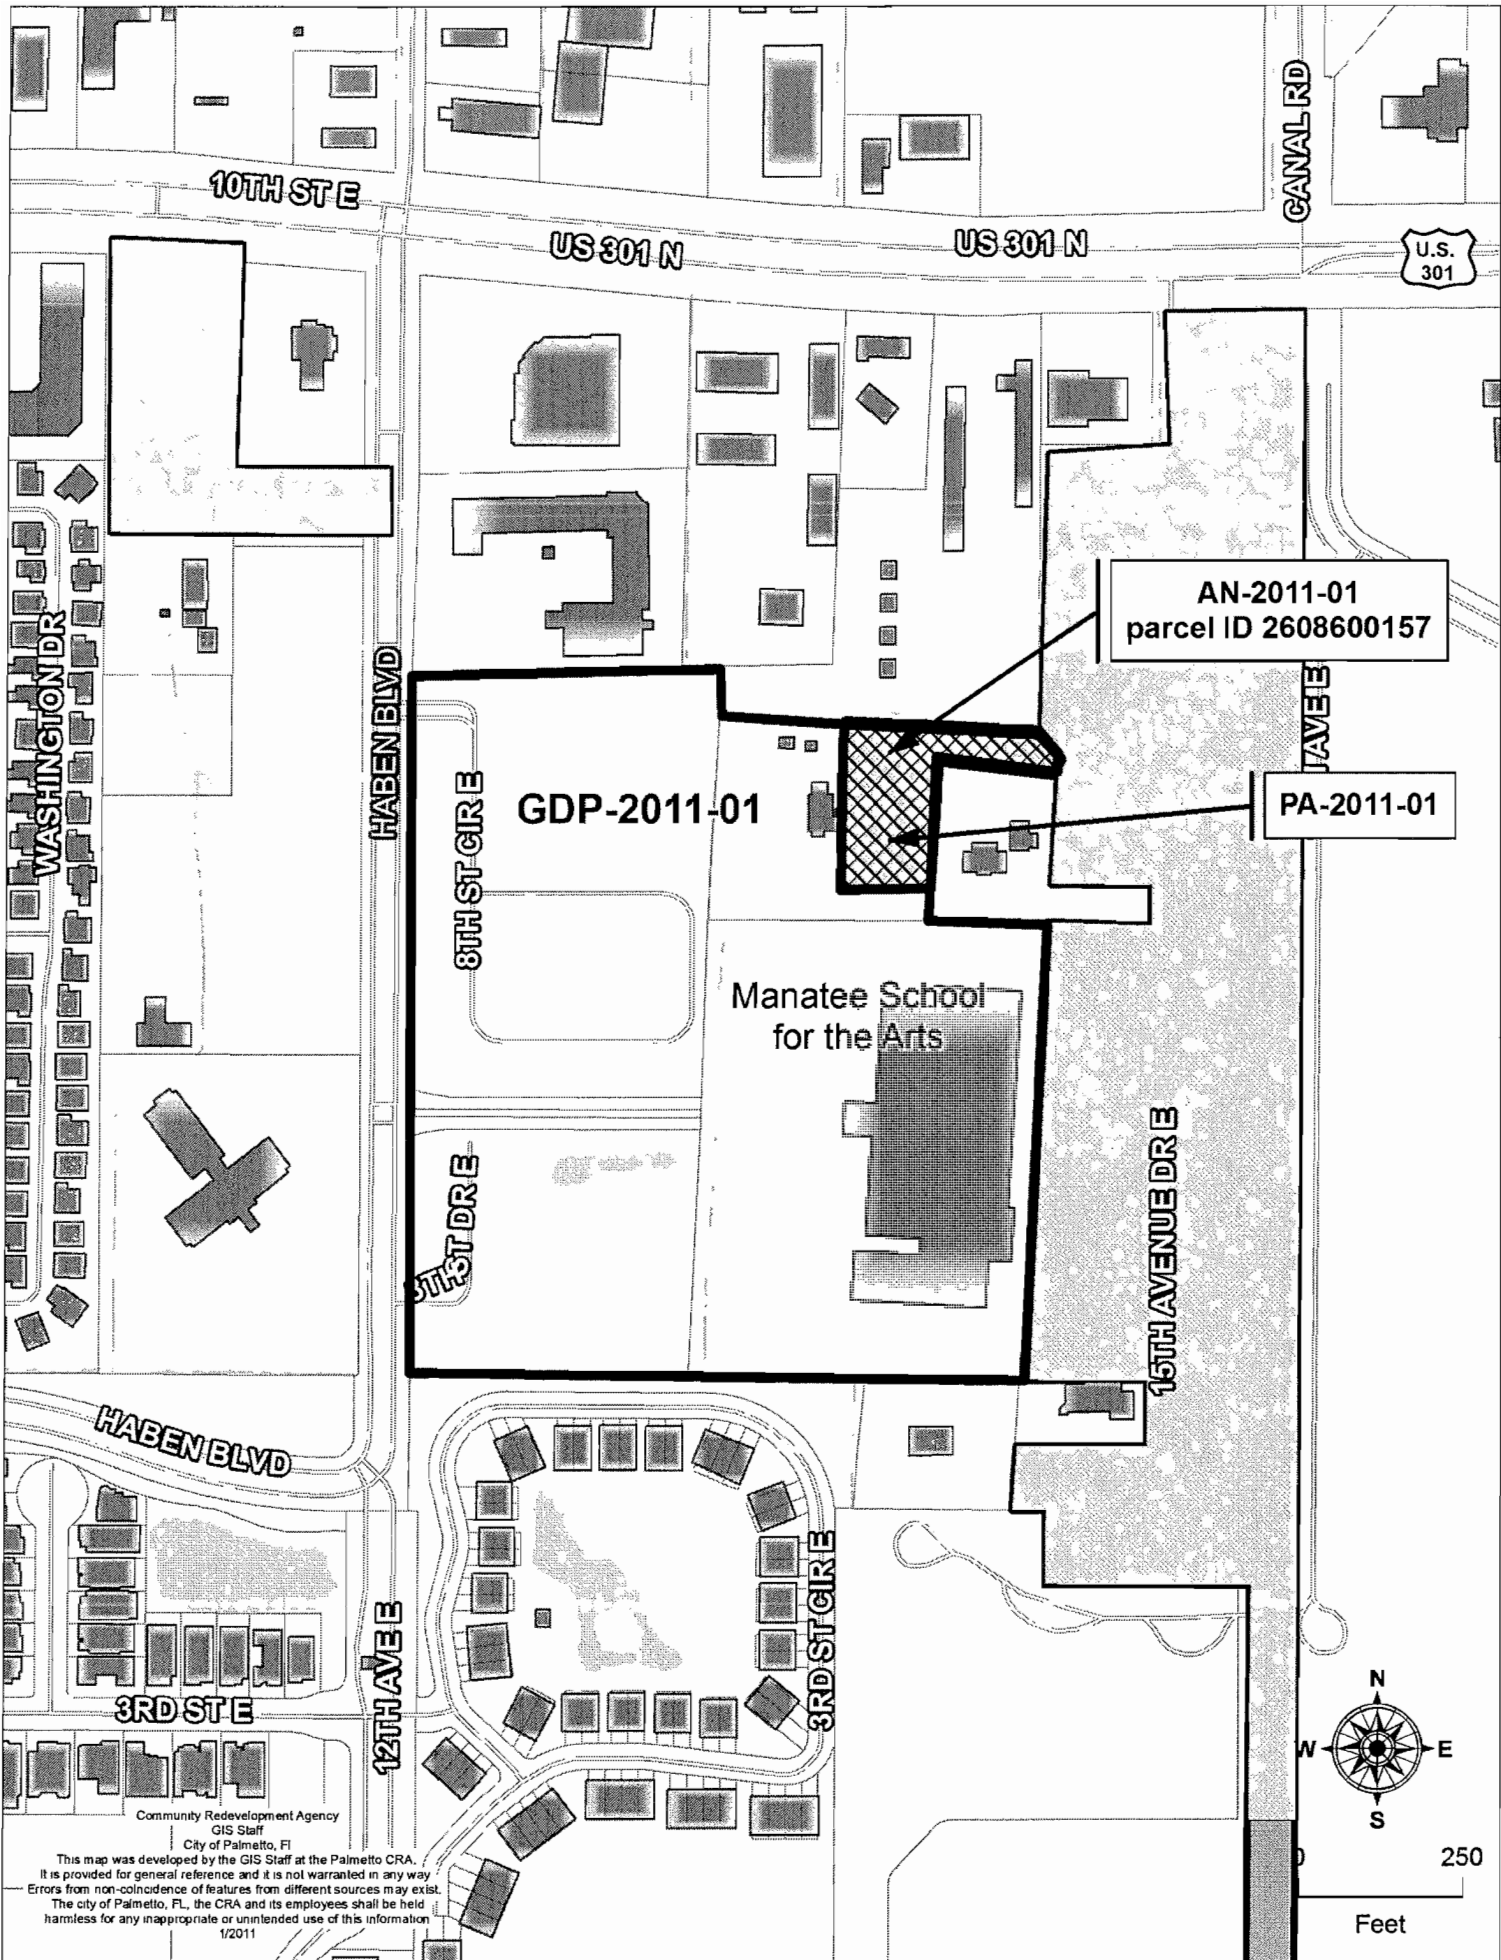 CANAL RD
10TH ST E
US 301 N
US 301 N
U.S.
301
AN-2011-01
parcel ID 2608600157
WASHINGTON DR
HABEN BLVD
AVE E
8TH ST CIR E
GDP-2011-01
PA-2011-01
Manatee School
for the Arts
ST DR E
15TH AVENUE DR E
HABEN BLVD
3RD ST CIR E
12TH AVE E
3RD ST E
N
W
E
S
Community Redevelopment Agency
GIS Staff
City of Palmetto, Fl
This map was developed by the GIS Staff at the Palmetto CRA.
It is provided for general reference and it is not warranted in any way
Errors from non-coincidence of features from different sources may exist.
The city of Palmetto, FL, the CRA and its employees shall be held
harmless for any inappropriate or unintended use of this information
1/2011
0
250
Feet